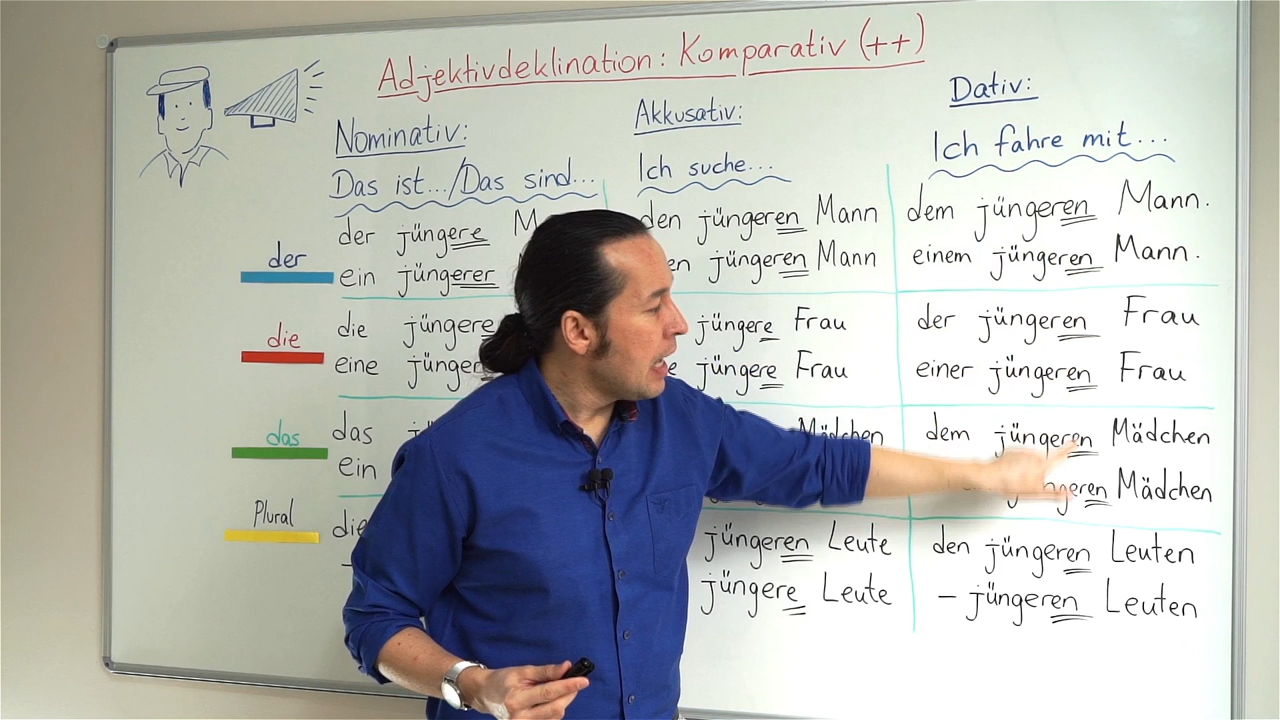 Adjektivdeklination: Komparativ (++)
Nominativ:
Das ist.../Das sind...
der
der jüngere
ein jüngerer
die
die jüngere
eine
das
das
ein
Plural
die
-
Akkusativ:
Ich suche...
den jüngeren Mann
jüngeren Mann
jüngere Frau
jüngere Frau
Mädchen
jüngeren Leute
jüngere Leute
Dativ:
Ich fahre mit...
dem jüngeren Mann.
einem jüngeren Mann.
der jüngeren Frau
einer jüngeren Frau
dem jüngeren Mädchen
Mädchen
den jüngeren Leuten
- jüngeren Leuten